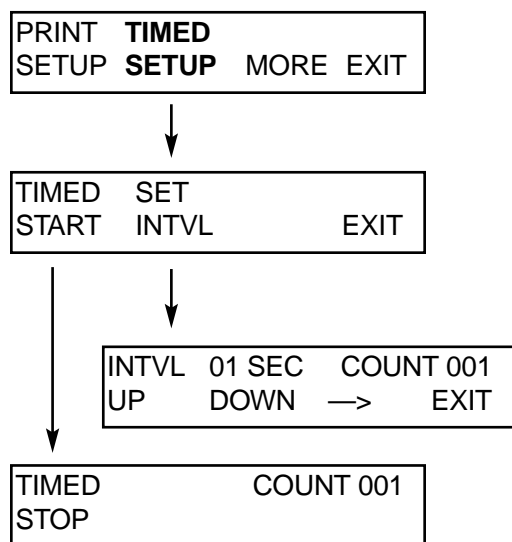 PRINT TIMED
SETUP SETUP MORE EXIT
TIMED SET
START INTVL EXIT
INTVL 01 SEC COUNT 001
UP DOWN —> EXIT
TIMED COUNT 001
STOP